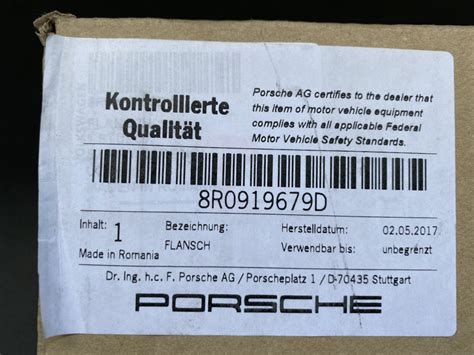 Kontrollierte
Qualität
Porsche AG certifies to the dealer that
this item of motor vehicle equipment
complies with all applicable Federal
Motor Vehicle Safety Standards.
8R0919679D
Inhalt: 1 Bezeichnung: Herstelldatum: 02.05.2017
Made in Romania FLANSCH Verwendbar bis: unbegrenzt
Dr. Ing. h.c. F. Porsche AG / Porscheplatz 1 / D-70435 Stuttgart
PORSCHE